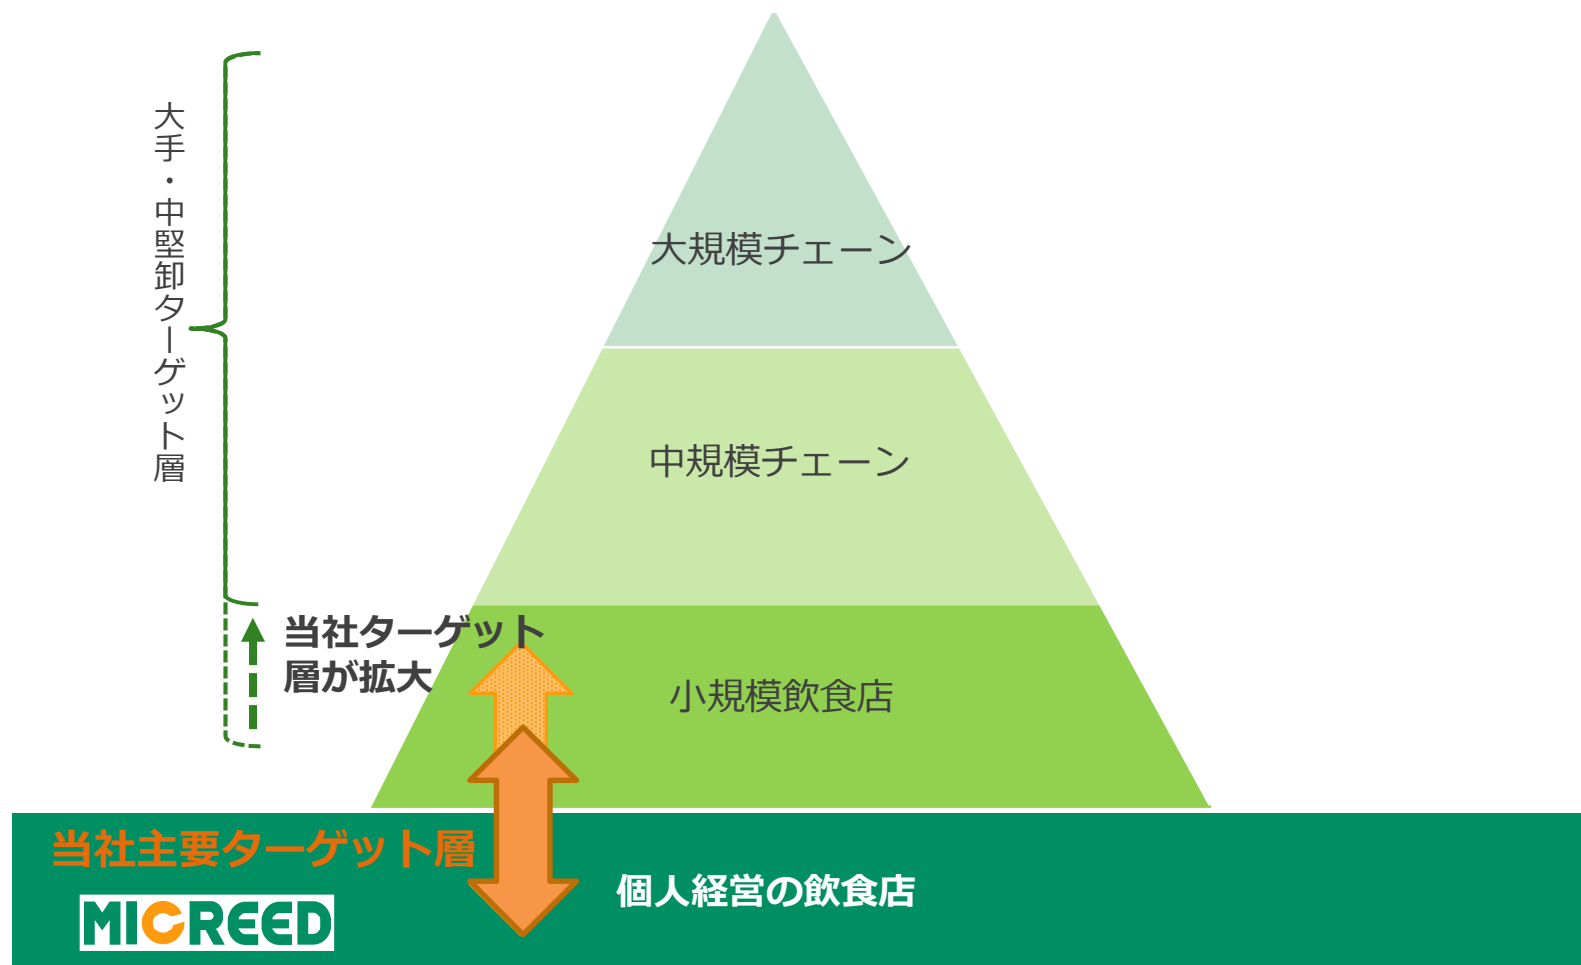 大手・中堅卸ターゲット層
大規模チェーン
中規模チェーン
当社ターゲット
層が拡大
小規模飲食店
当社主要ターゲット層
個人経営の飲食店
MICREED